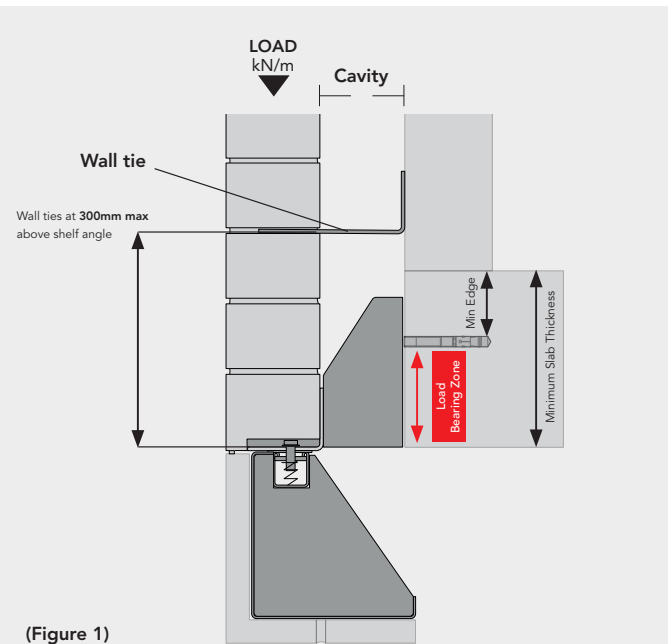 LOAD
kN/m
Cavity
Wall tie
Wall ties at 300mm max
above shelf angle
Min Edge
Minimum Slab Thickness
Load
Bearing Zone
(Figure 1)